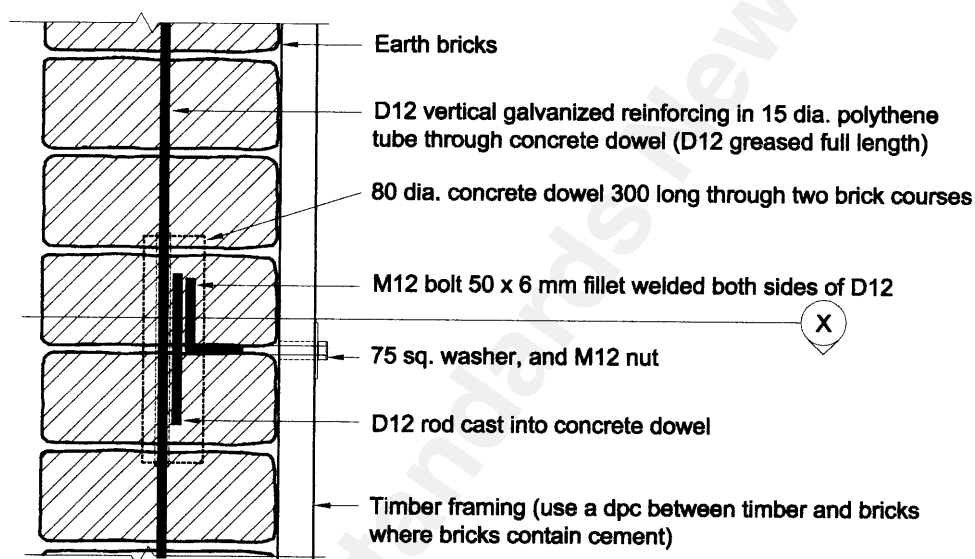 Earth bricks
D12 vertical galvanized reinforcing in 15 dia. polythene
tube through concrete dowel (D12 greased full length)
80 dia. concrete dowel 300 long through two brick courses
M12 bolt 50 x 6 mm fillet welded both sides of D12
X
75 sq. washer, and M12 nut
D12 rod cast into concrete dowel
Timber framing (use a dpc between timber and bricks
where bricks contain cement)
tandards New